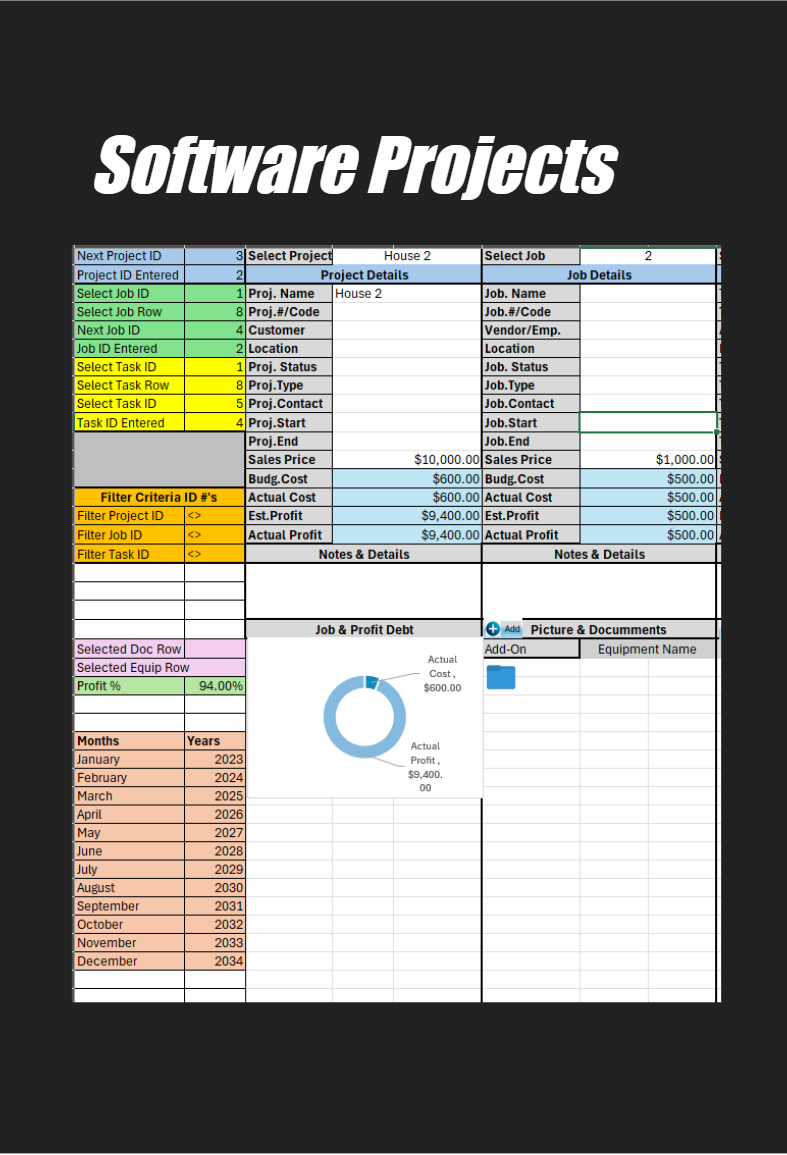 Software Projects
Next Project ID 3 Select Project House 2 Select Job 2
Project ID Entered 2 Project Details Job Details
Select Job ID 1 Proj. Name House 2 Job. Name
Select Job Row 8 Proj.#/Code Job.#/Code
Next Job ID 4 Customer Vendor/Emp.
Job ID Entered 2 Location Location
Select Task ID 1 Proj. Status Job. Status
Select Task Row 8 Proj.Type Job.Type
Select Task ID 5 Proj.Contact Job.Contact
Task ID Entered 4 Proj.Start Job.Start
Proj.End Job.End
Sales Price $10,000.00 Sales Price $1,000.00
Budg.Cost $600.00 Budg.Cost $500.00
Filter Criteria ID #'s Actual Cost $600.00 Actual Cost $500.00
Filter Project ID <> Est.Profit $9,400.00 Est.Profit $500.00
Filter Job ID <> Actual Profit $9,400.00 Actual Profit $500.00
Filter Task ID <> Notes & Details Notes & Details
Job & Profit Debt Add Picture & Documments
Selected Doc Row Add-On Equipment Name
Selected Equip Row
Profit % 94.00%
Actual
Cost ,
$600.00
Actual
Profit ,
$9,400.
00
Months Years
January 2023
February 2024
March 2025
April 2026
May 2027
June 2028
July 2029
August 2030
September 2031
October 2032
November 2033
December 2034